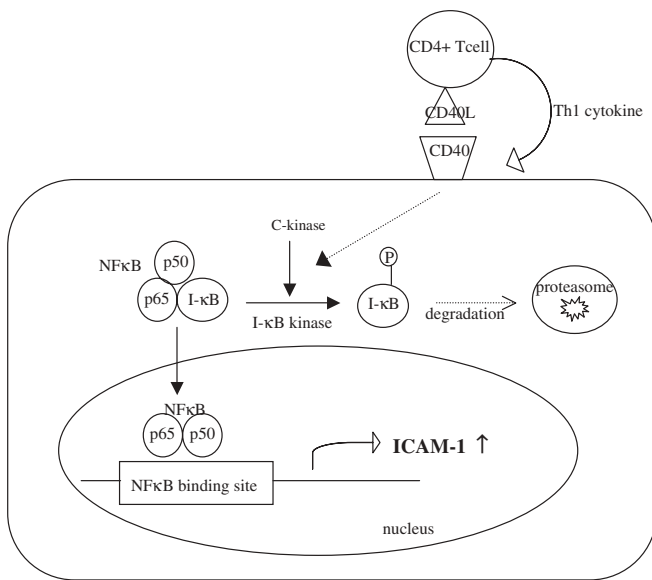 CD4+ Tcell
CD40L
Th1 cytokine
CD40
C-kinase
NFκB
p50
p65
I-κB
I-κB kinase
P
I-κB
degradation
proteasome
NFκB
p65
p50
ICAM-1 ↑
NFκB binding site
nucleus